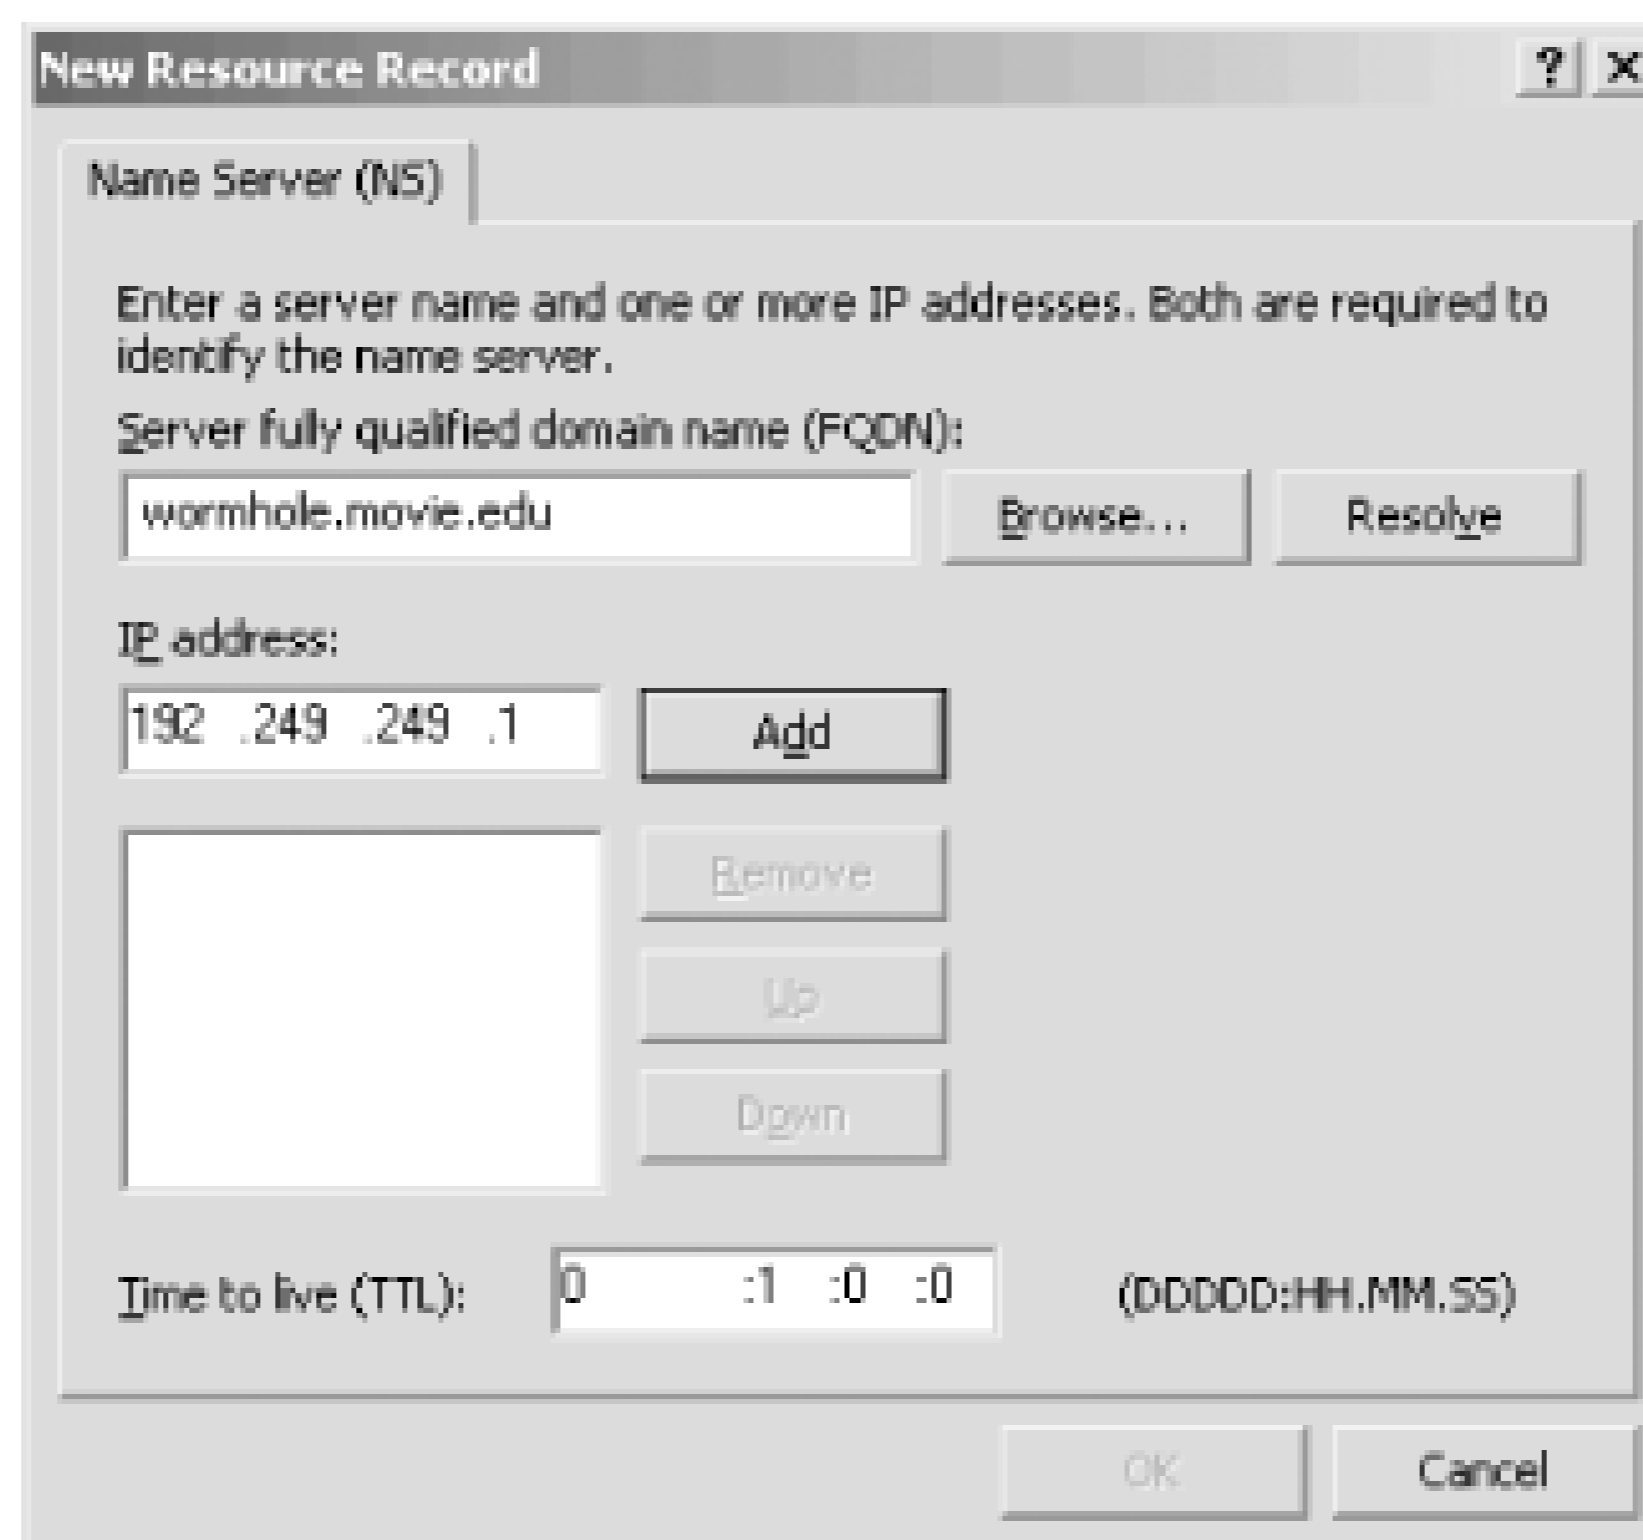 New Resource Record ? x
Name Server (NS)
Enter a server name and one or more IP addresses. Both are required to
identify the name server.
Server fully qualified domain name (FQDN):
wormhole.movie.edu Browse... Resolve
IP address:
192 .249 .249 .1 Add
Remove
Up
Down
Time to live (TTL): 0 :1 :0 :0 (DDDDD:HH.MM.SS)
OK Cancel